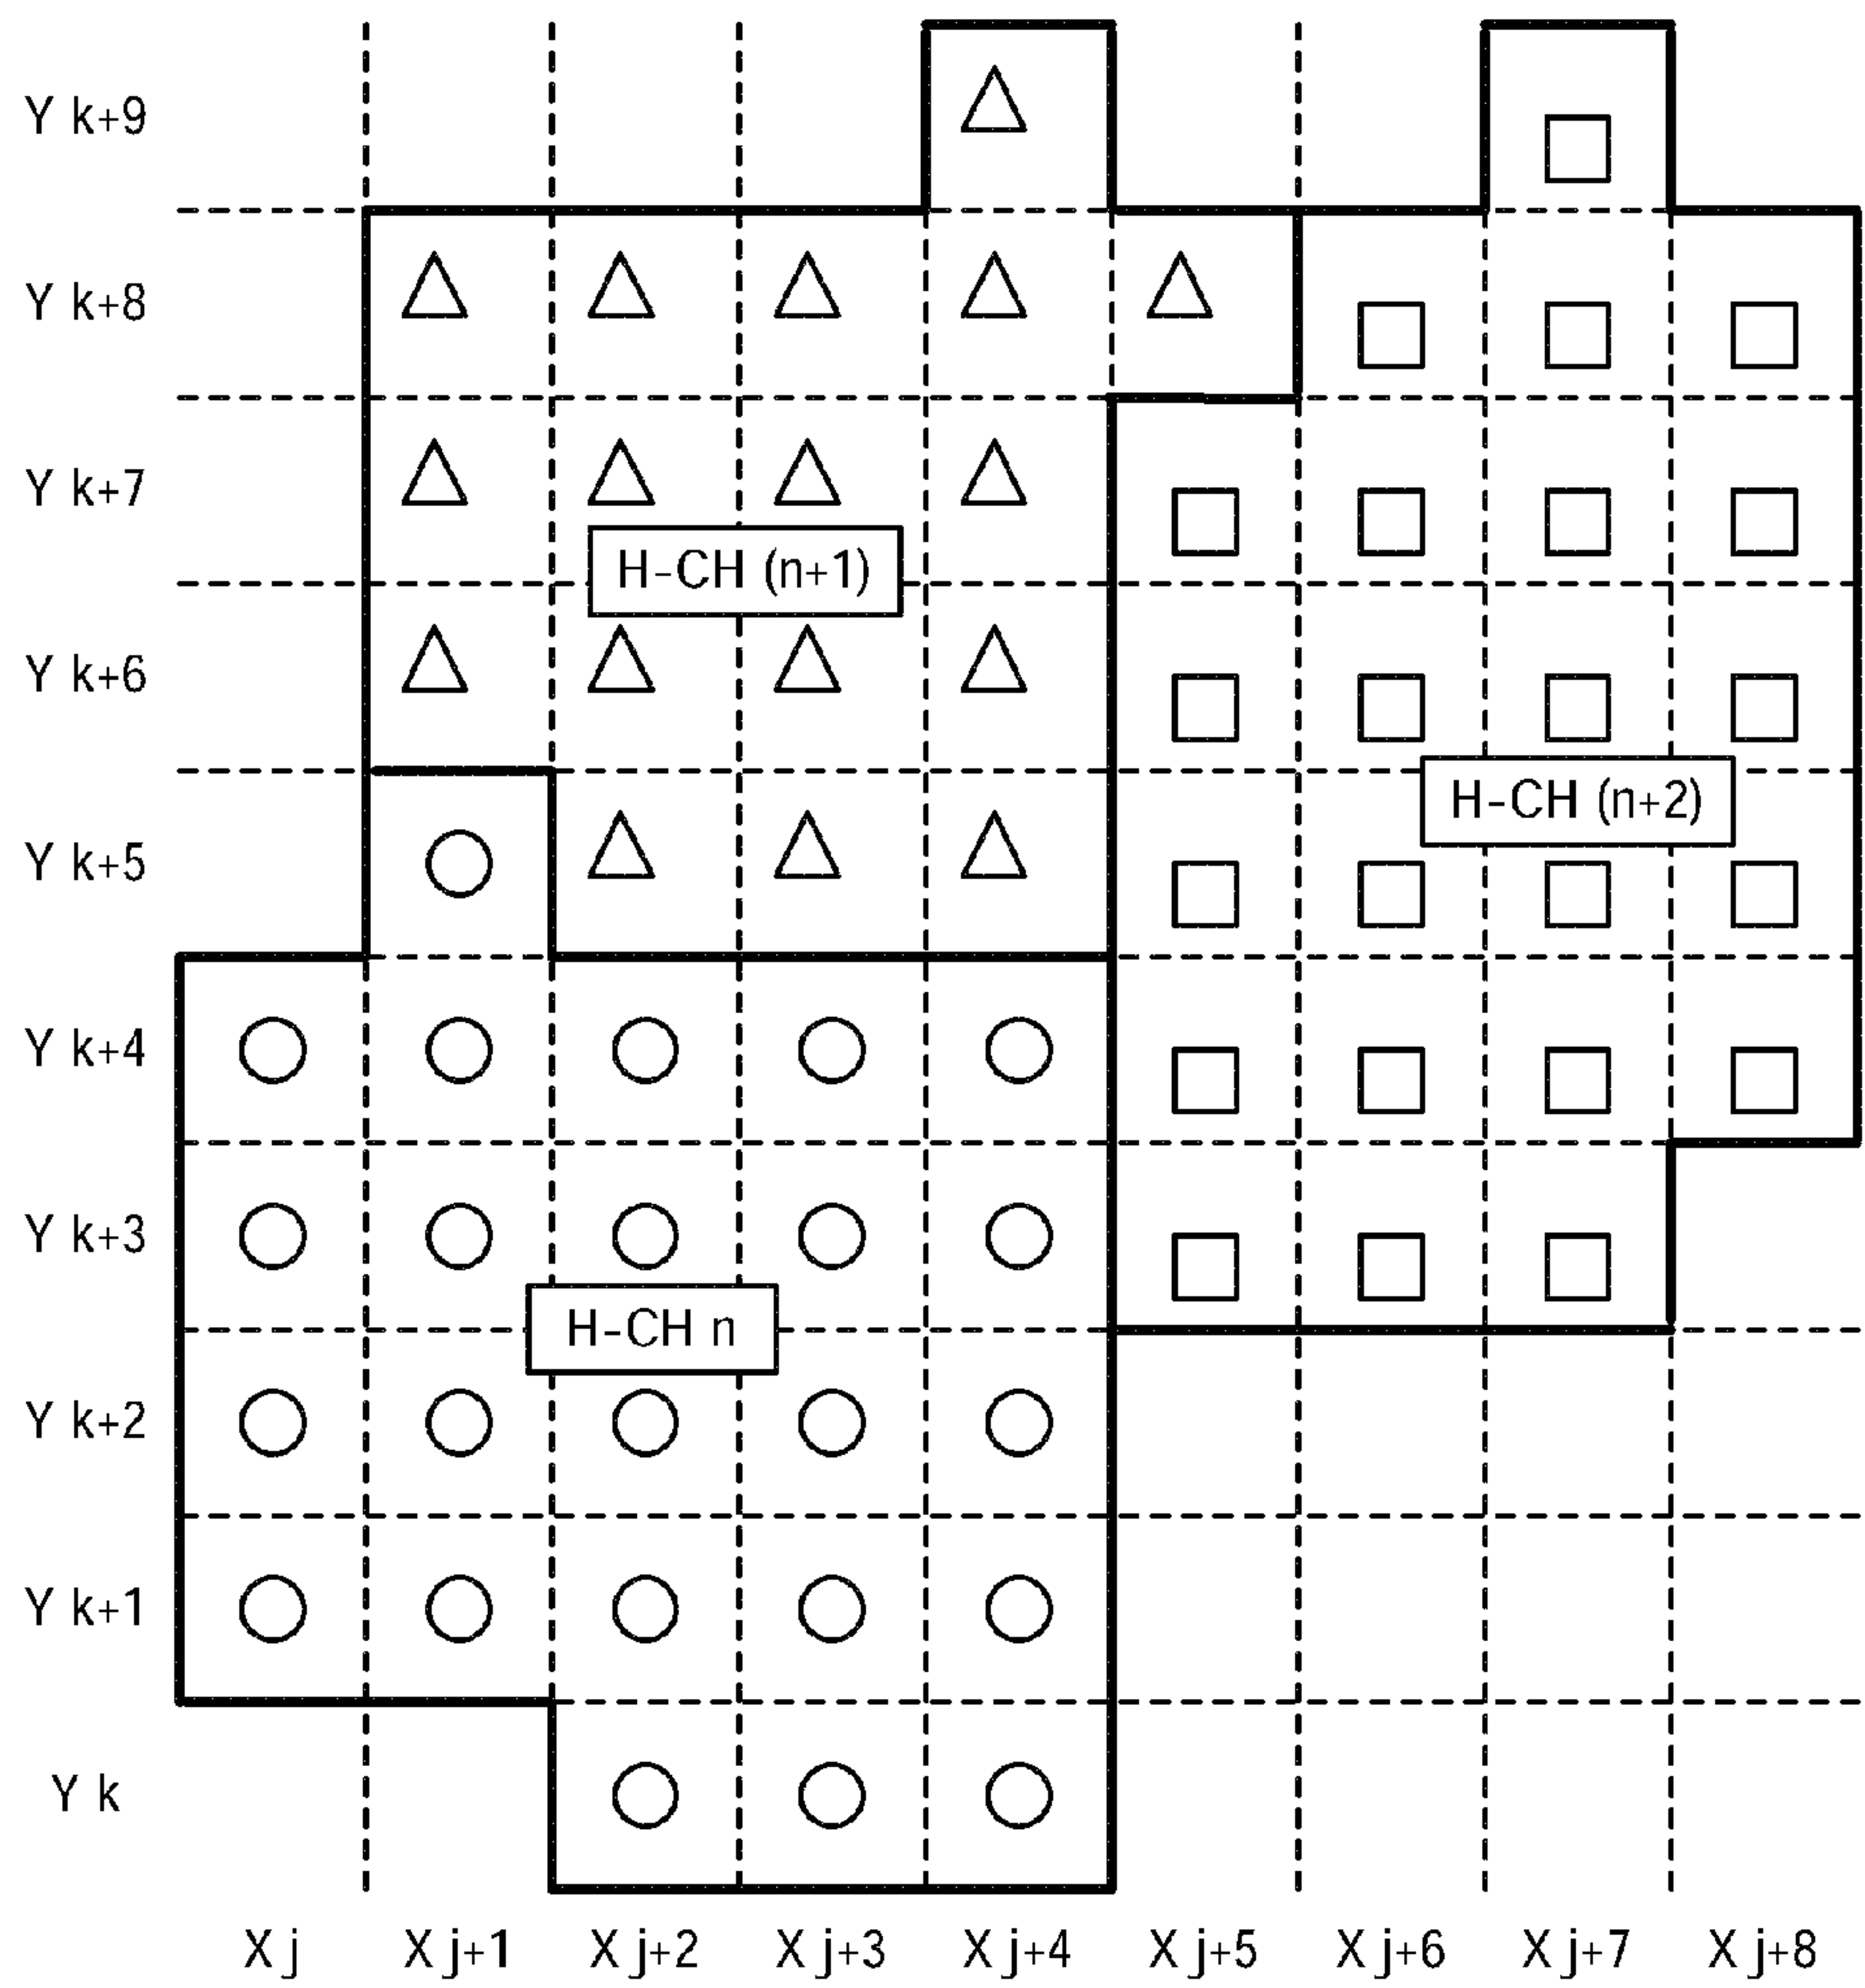 Y k+9
Y k+8
Y k+7
H-CH (n+1)
Y k+6
H-CH (n+2)
Y k+5
Y k+4
Y k+3
H-CH n
Y k+2
Y k+1
Y k
X j X j+1 X j+2 X j+3 X j+4 X j+5 X j+6 X j+7 X j+8